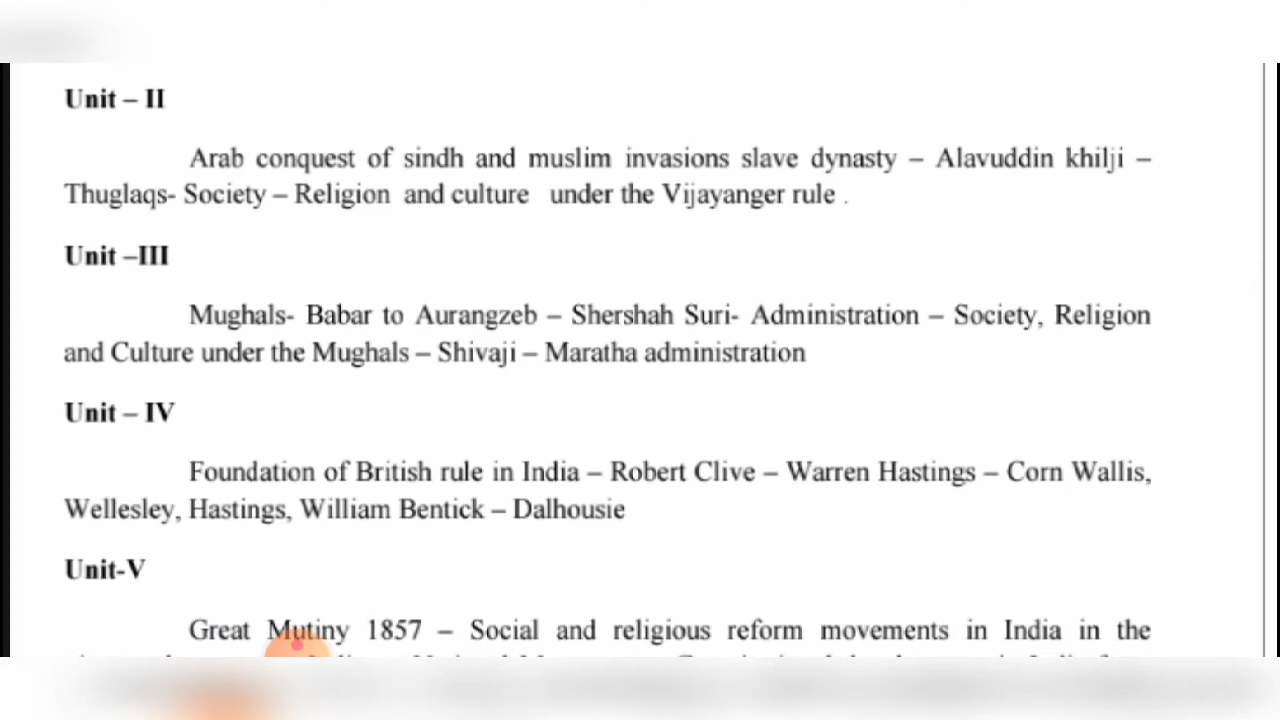 Unit – II
Arab conquest of sindh and muslim invasions slave dynasty – Alavuddin khilji –
Thuglaqs- Society – Religion and culture under the Vijayanger rule .
Unit –III
Mughals- Babar to Aurangzeb – Shershah Suri- Administration – Society, Religion
and Culture under the Mughals – Shivaji – Maratha administration
Unit – IV
Foundation of British rule in India – Robert Clive – Warren Hastings – Corn Wallis,
Wellesley, Hastings, William Bentick – Dalhousie
Unit-V
Great Mutiny 1857 – Social and religious reform movements in India in the